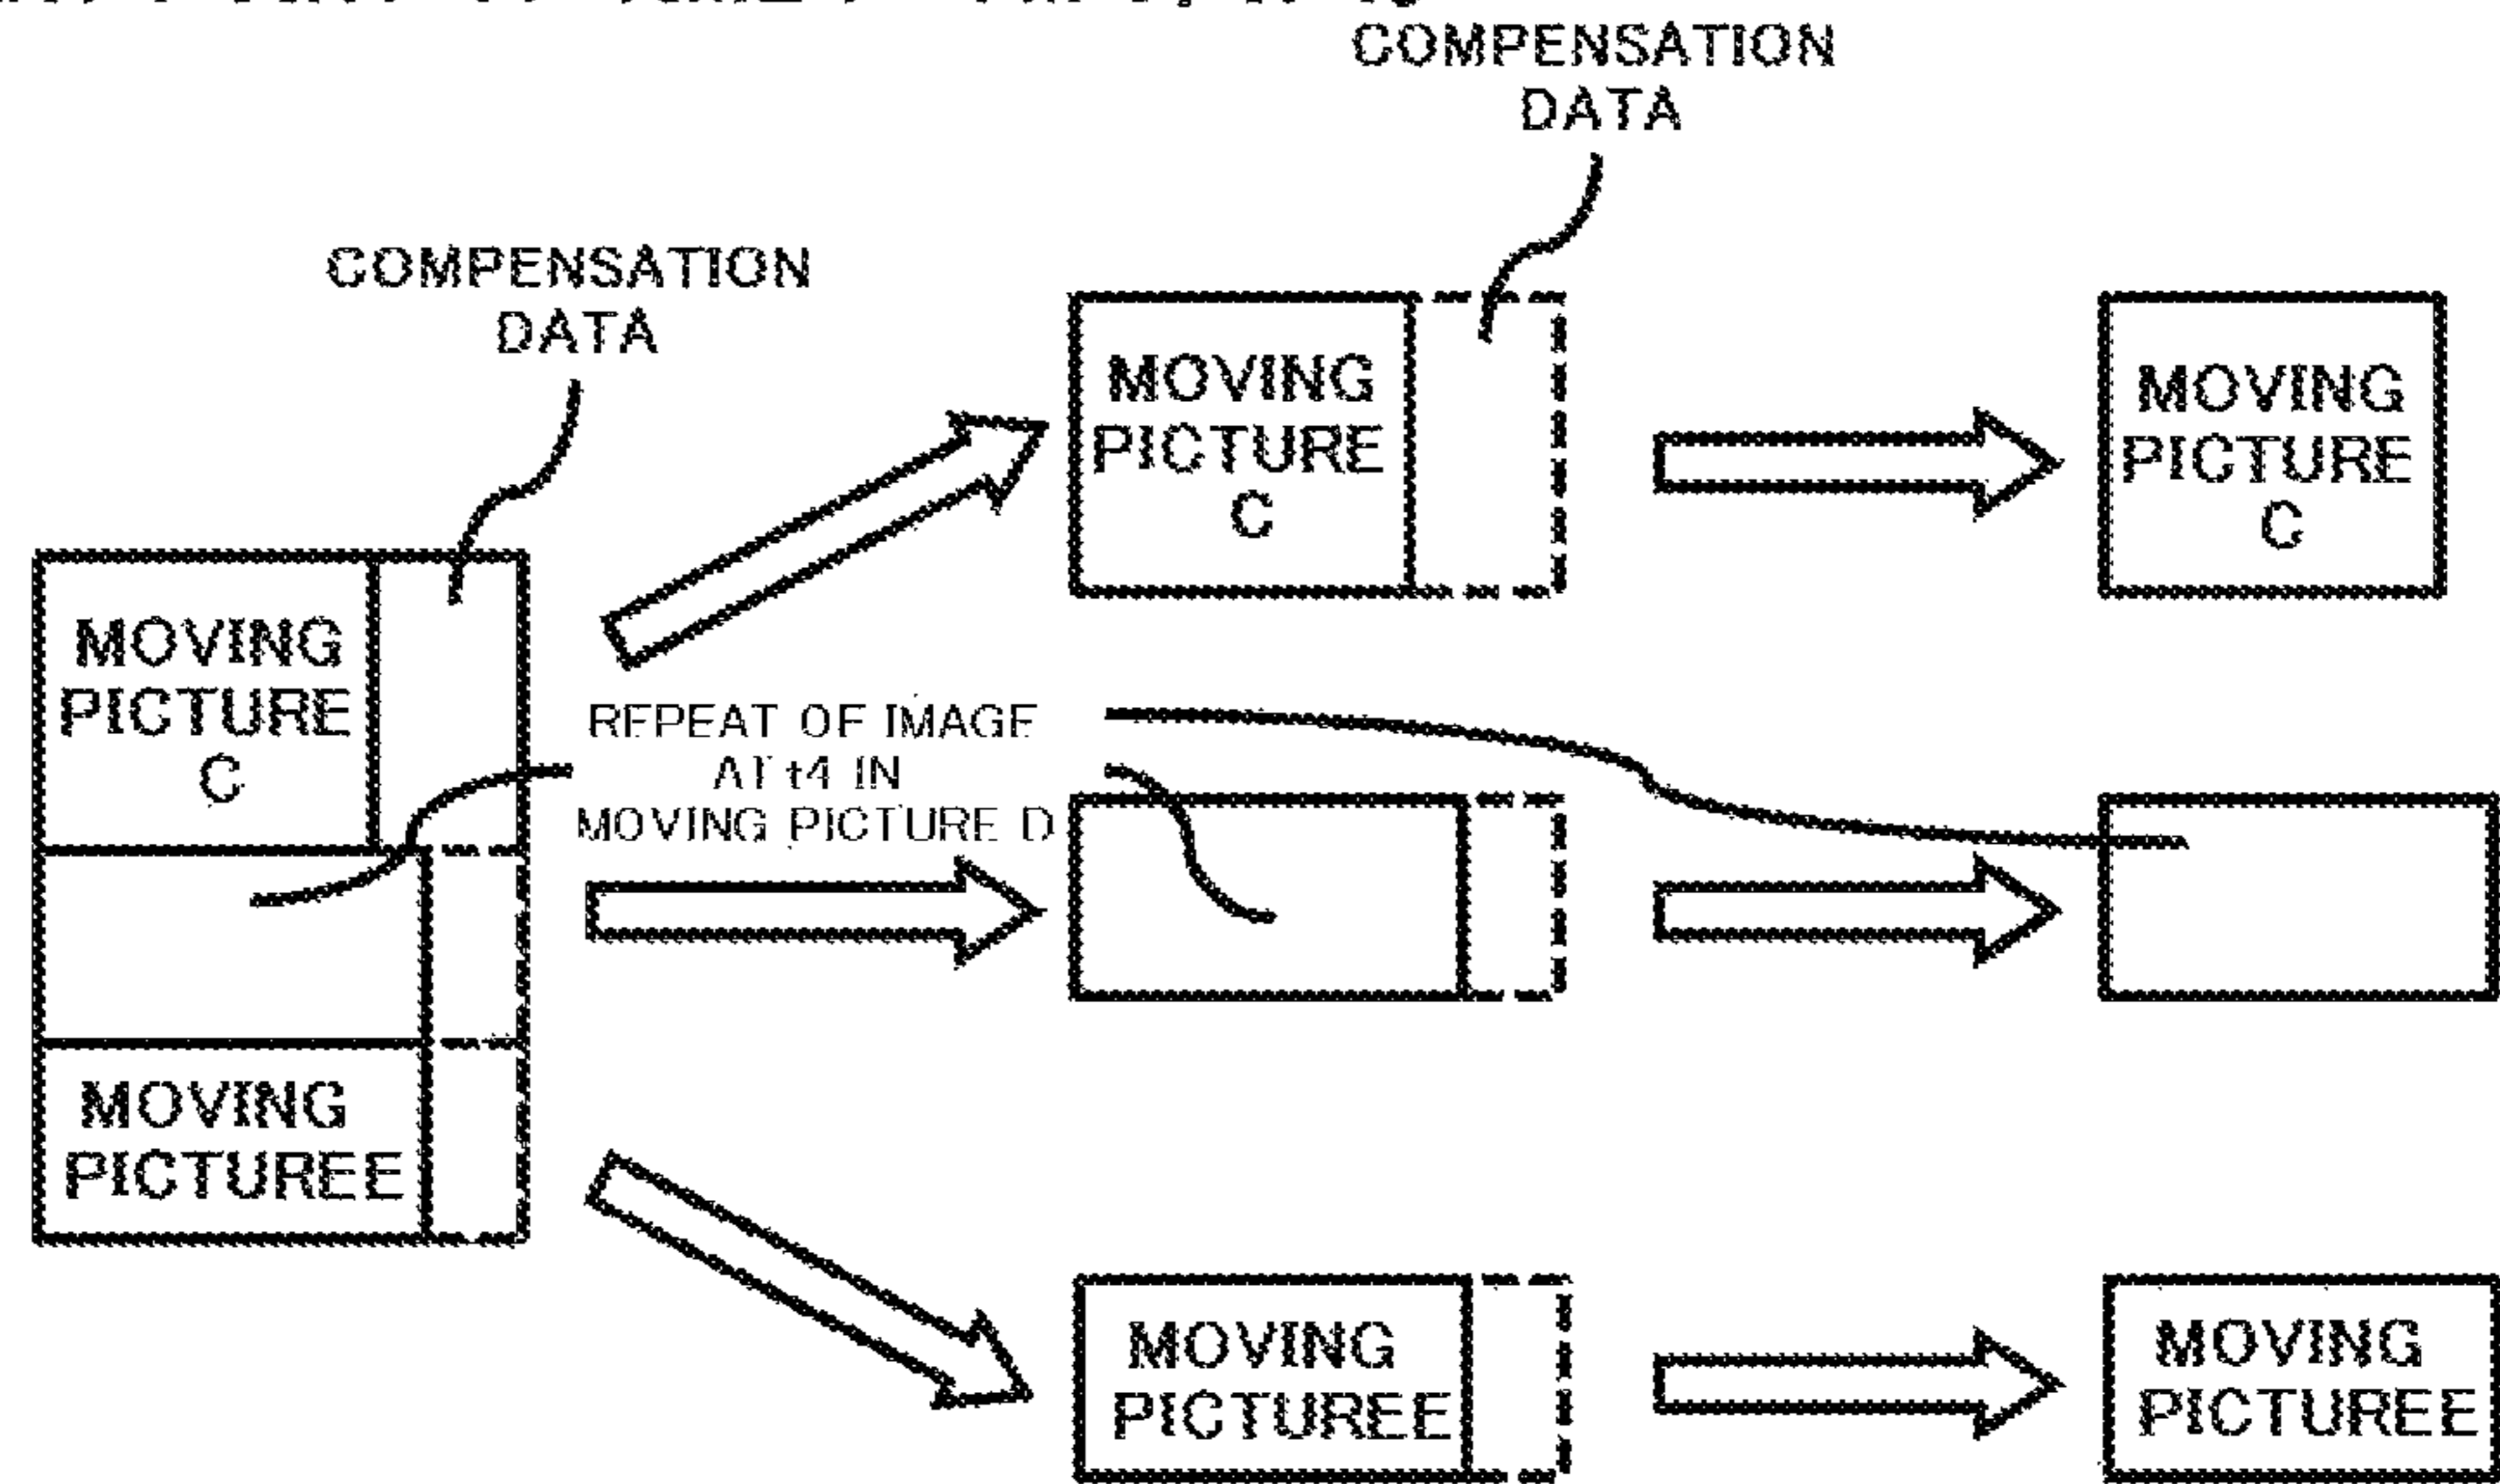 COMPENSATION
DATA
COMPENSATION
DATA
MOVING
PICTURE
C
MOVING
PICTURE
C
MOVING
PICTURE
C
REPEAT OF IMAGE
AT t4 IN
MOVING PICTURE D
MOVING
PICTUREE
MOVING
PICTUREE
MOVING
PICTUREE